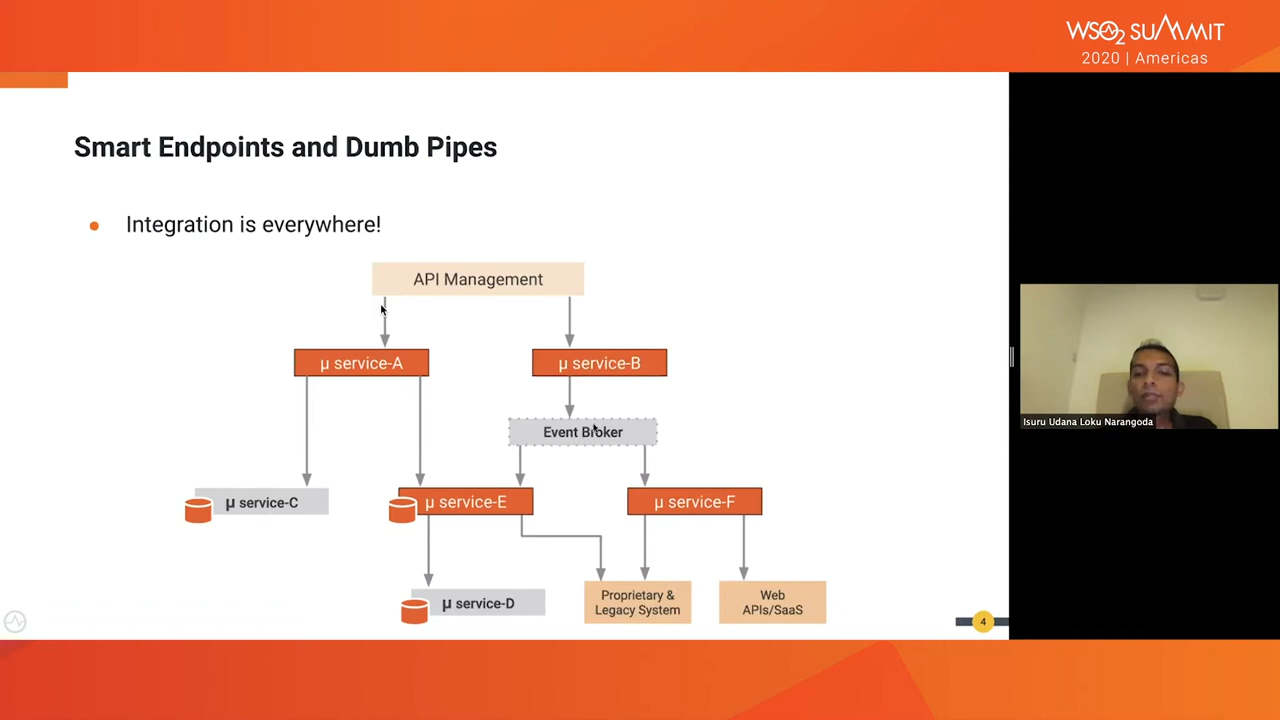 WSO2 SUMMIT
2020 | Americas
Smart Endpoints and Dumb Pipes
● Integration is everywhere!
API Management
µ service-A
µ service-B
Event Broker
µ service-C
µ service-E
µ service-F
µ service-D
Proprietary &
Legacy System
Web
APIs/SaaS
4
Isuru Udana Loku Narangoda